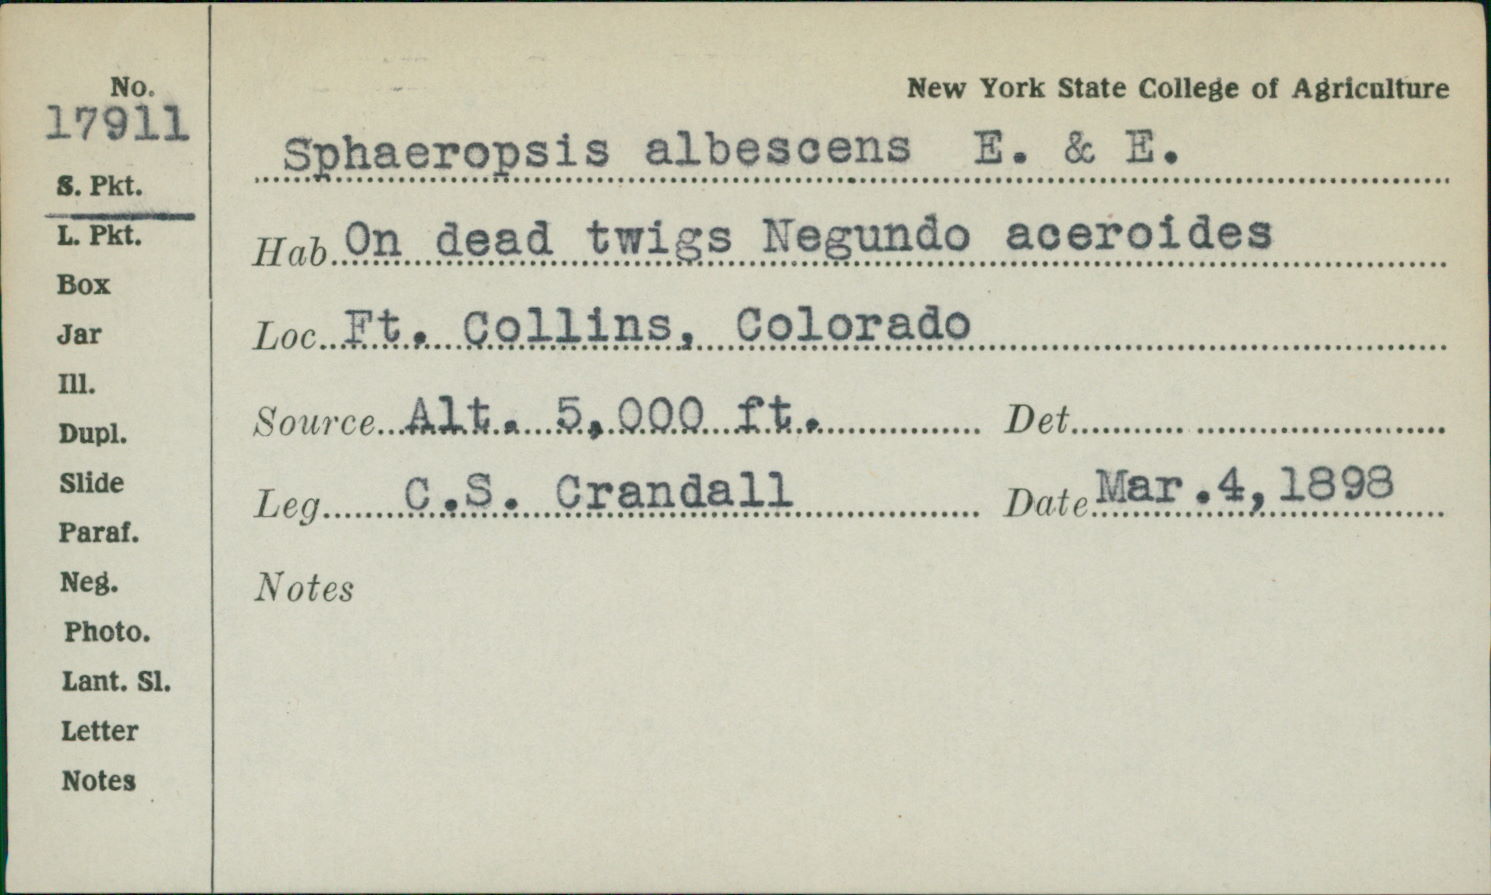 No.
17911
S. Pkt.
L. Pkt.
Box
Jar
Ill.
Dupl.
Slide
Paraf.
Neg.
Photo.
Lant. Sl.
Letter
Notes
New York State College of Agriculture
Sphaeropsis albescens E. & E.
Hab On dead twigs Negundo aceroides
Loc. Ft. Collins, Colorado
Source Alt. 5,000 ft. Det.
Leg. C.S. Crandall Date Mar.4,1898
Notes